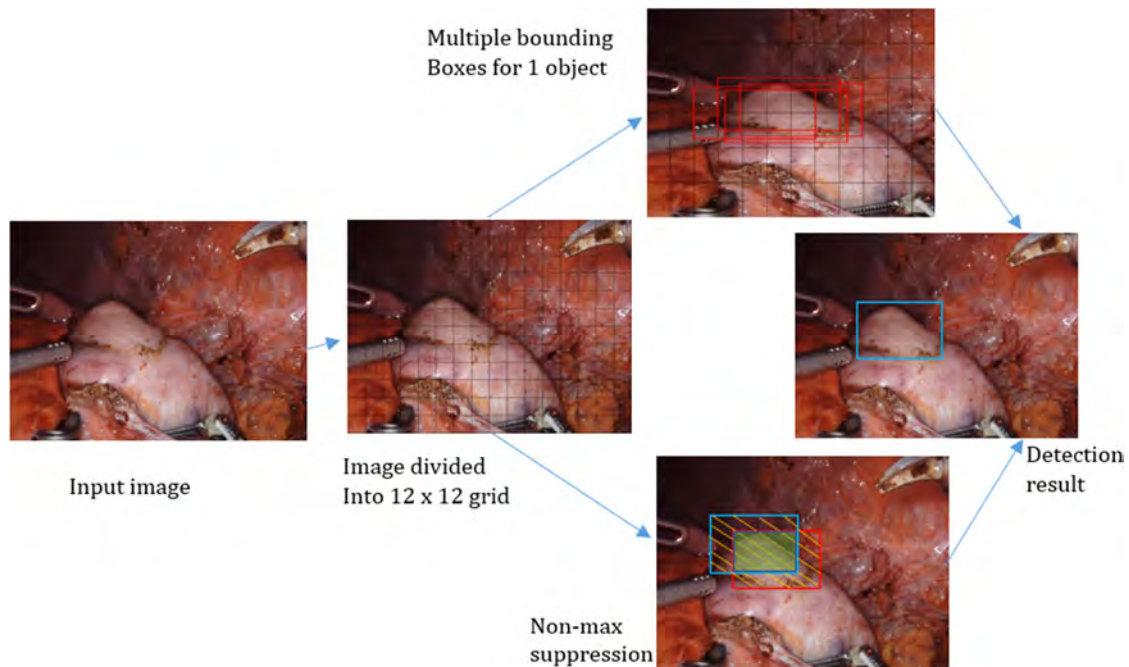 Multiple bounding
Boxes for 1 object
Input image
Image divided
Into 12 x 12 grid
Detection
result
Non-max
suppression